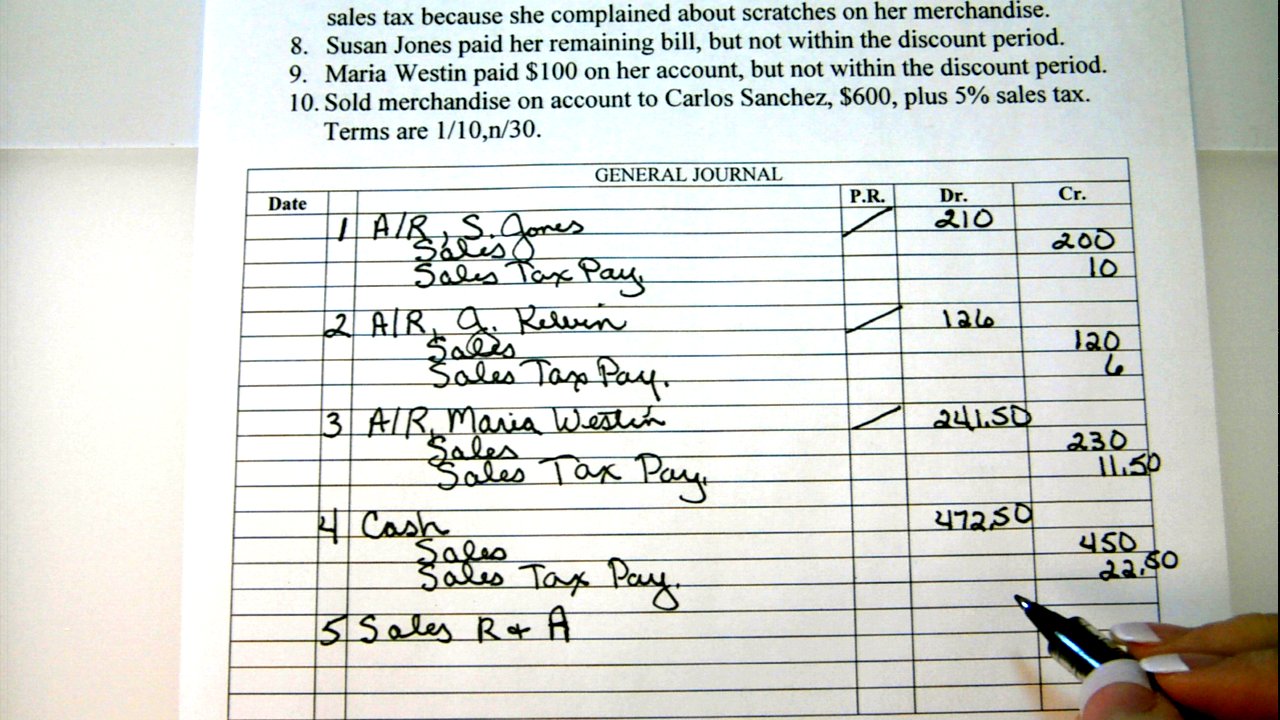 sales tax because she complained about scratches on her merchandise.
8. Susan Jones paid her remaining bill, but not within the discount period.
9. Maria Westin paid $100 on her account, but not within the discount period.
10. Sold merchandise on account to Carlos Sanchez, $600, plus 5% sales tax.
Terms are 1/10,n/30.
GENERAL JOURNAL
Date P.R. Dr. Cr.
1 A/R, S. Jones 210
Sales 200
Sales Tax Pay. 10
2 A/R, J. Kelvin 126
Sales 120
Sales Tax Pay. 6
3 A/R, Maria Westin 241.50
Sales 230
Sales Tax Pay. 11.50
4 Cash 472.50
Sales 450
Sales Tax Pay. 22.50
5 Sales R + A